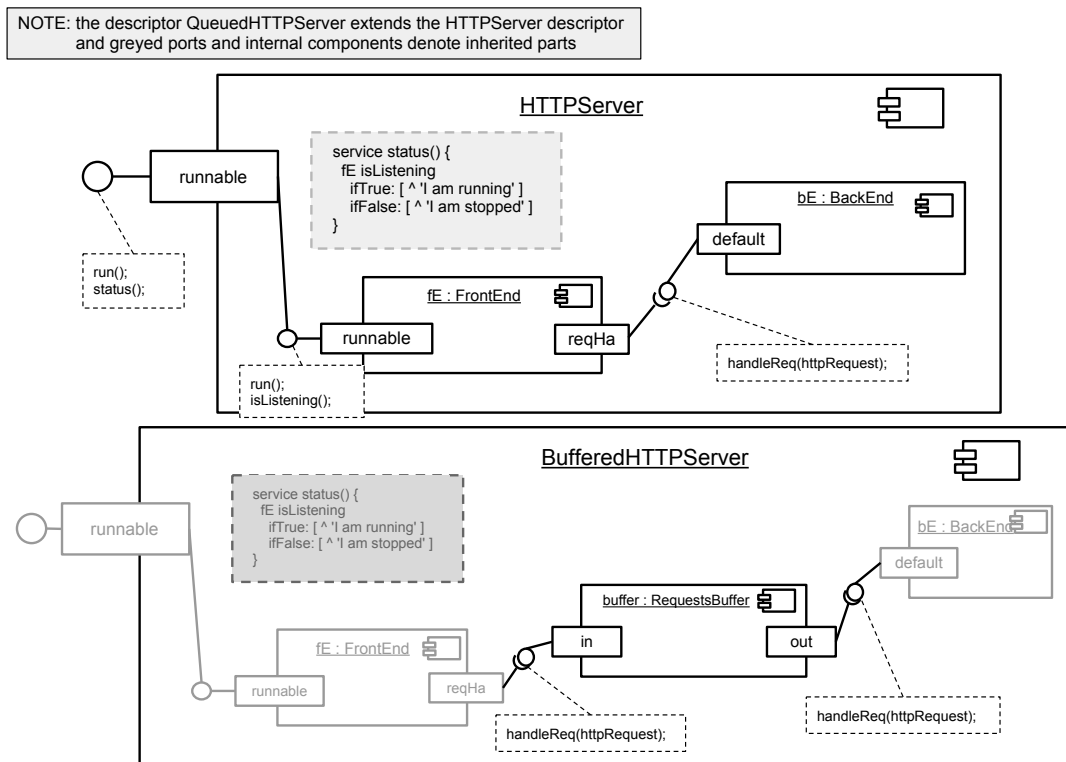 NOTE: the descriptor QueuedHTTPServer extends the HTTPServer descriptor
and greyed ports and internal components denote inherited parts
HTTPServer
service status() {
fE isListening
ifTrue: [ ^ 'I am running' ]
ifFalse: [ ^ 'I am stopped' ]
}
runnable
bE : BackEnd
default
run();
status();
fE : FrontEnd
runnable
reqHa
handleReq(httpRequest);
run();
isListening();
BufferedHTTPServer
service status() {
fE isListening
ifTrue: [ ^ 'I am running' ]
ifFalse: [ ^ 'I am stopped' ]
}
runnable
bE : BackEnd
default
buffer : RequestsBuffer
in
out
fE : FrontEnd
runnable
reqHa
handleReq(httpRequest);
handleReq(httpRequest);